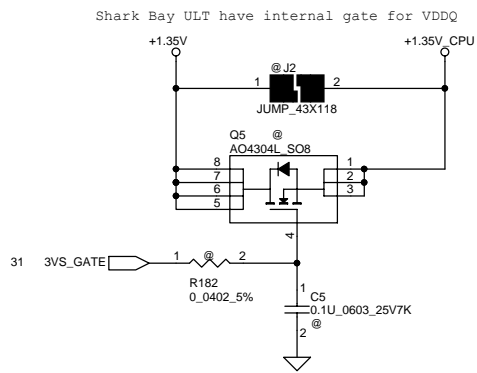 Shark Bay ULT have internal gate for VDDQ
+1.35V
+1.35V_CPU
@ J2
1 2
JUMP_43X118
Q5 @
AO4304L_SO8
8 1
7 2
6 3
5
4
31 3VS_GATE 1 @ 2
R182
0_0402_5%
1
C5
0.1U_0603_25V7K
@
2